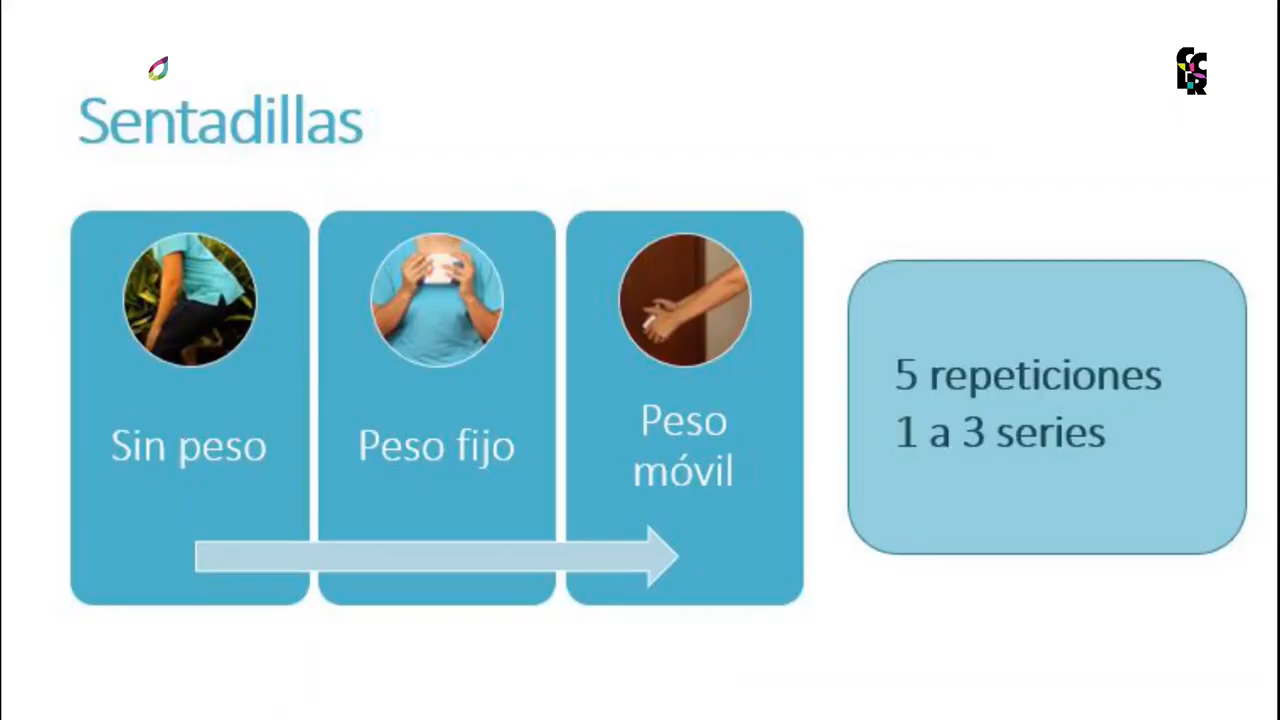 Sentadillas
Sin peso
Peso fijo
Peso
móvil
5 repeticiones
1 a 3 series